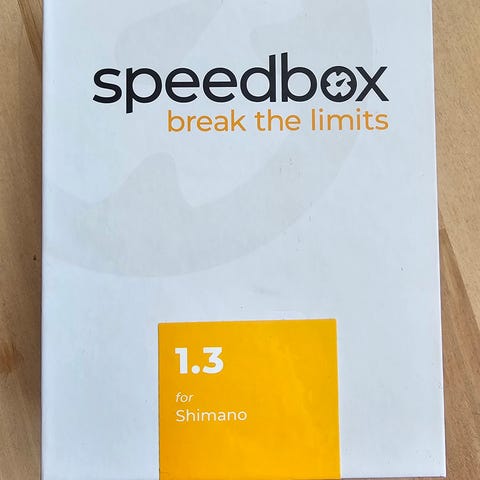 speedbox
break the limits
1.3
for
Shimano